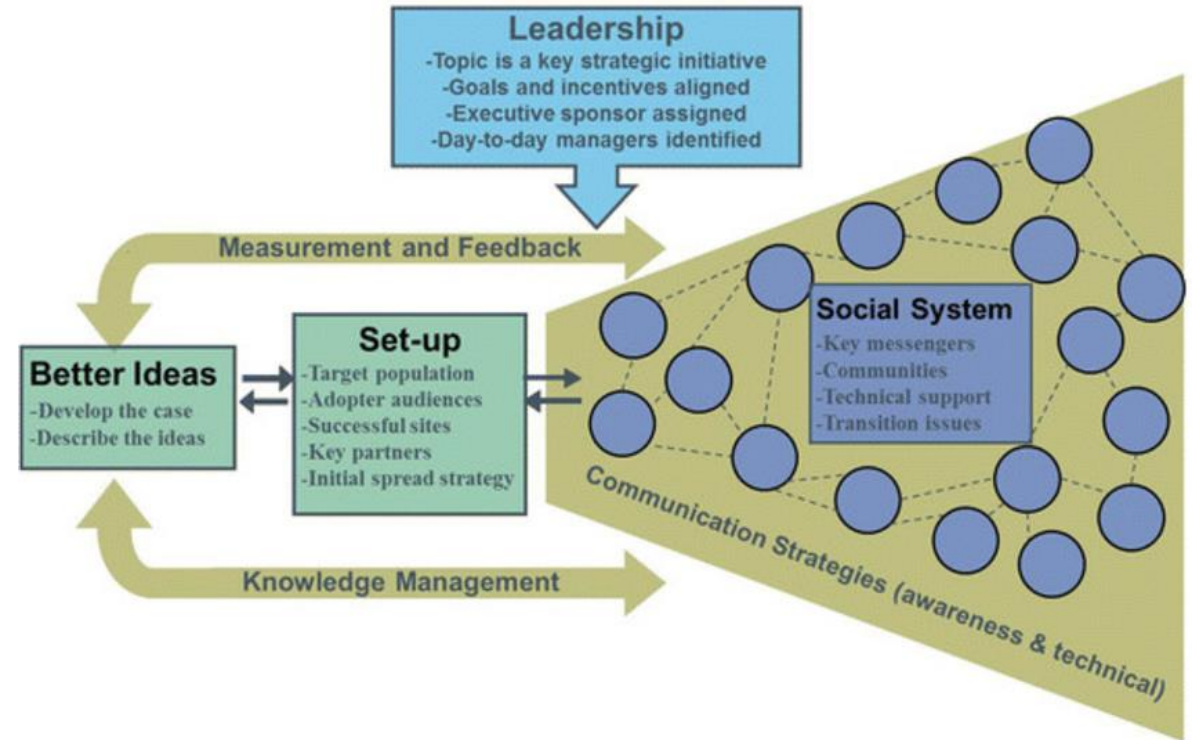 Leadership
-Topic is a key strategic initiative
-Goals and incentives aligned
-Executive sponsor assigned
-Day-to-day managers identified
Measurement and Feedback
Better Ideas
-Develop the case
-Describe the ideas
Set-up
-Target population
-Adopter audiences
-Successful sites
-Key partners
-Initial spread strategy
Social System
-Key messengers
-Communities
-Technical support
-Transition issues
Communication Strategies (awareness & technical)
Knowledge Management